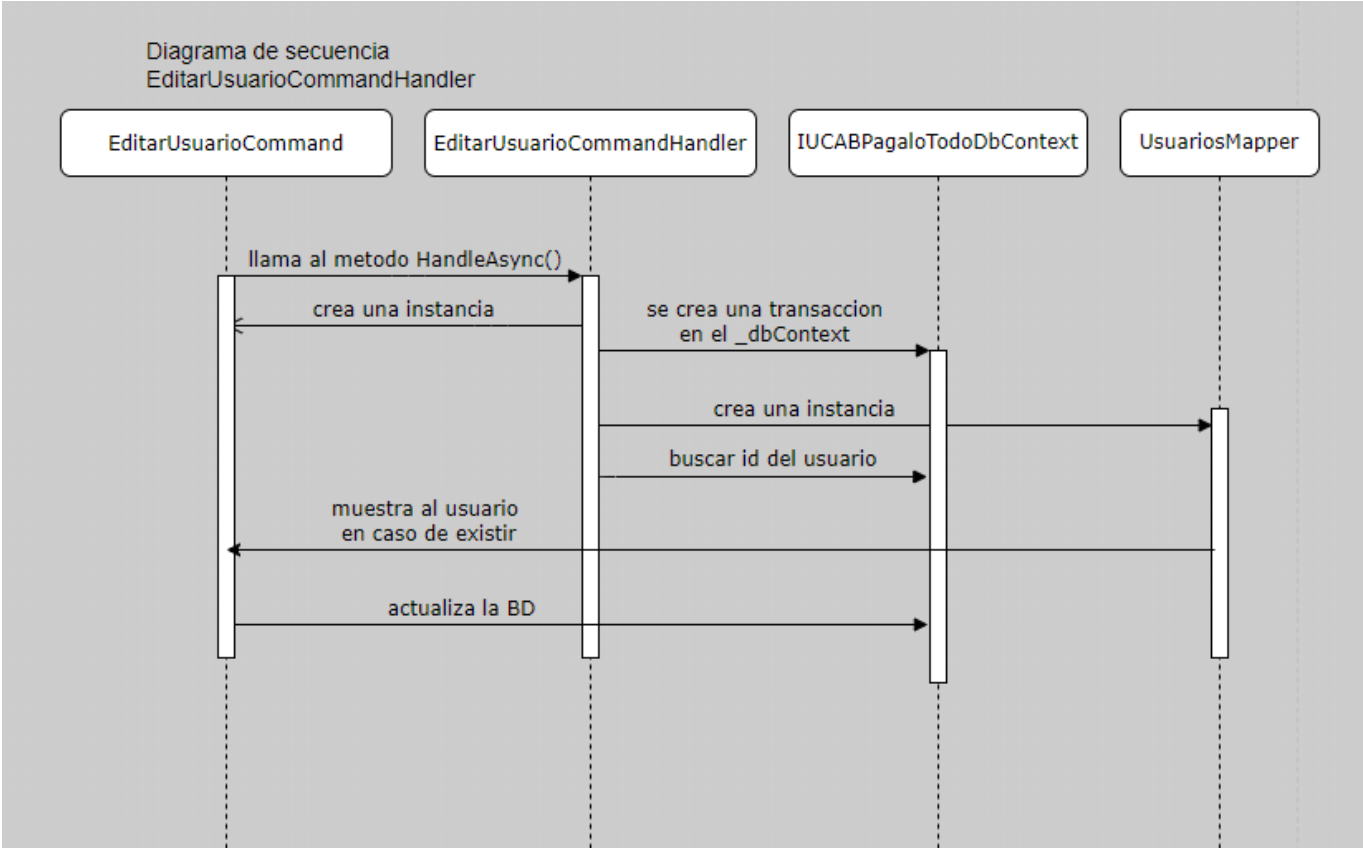 Diagrama de secuencia
EditarUsuarioCommandHandler
EditarUsuarioCommand
EditarUsuarioCommandHandler
IUCABPagaloTodoDbContext
UsuariosMapper
llama al metodo HandleAsync()
crea una instancia
se crea una transaccion
en el _dbContext
crea una instancia
buscar id del usuario
muestra al usuario
en caso de existir
actualiza la BD